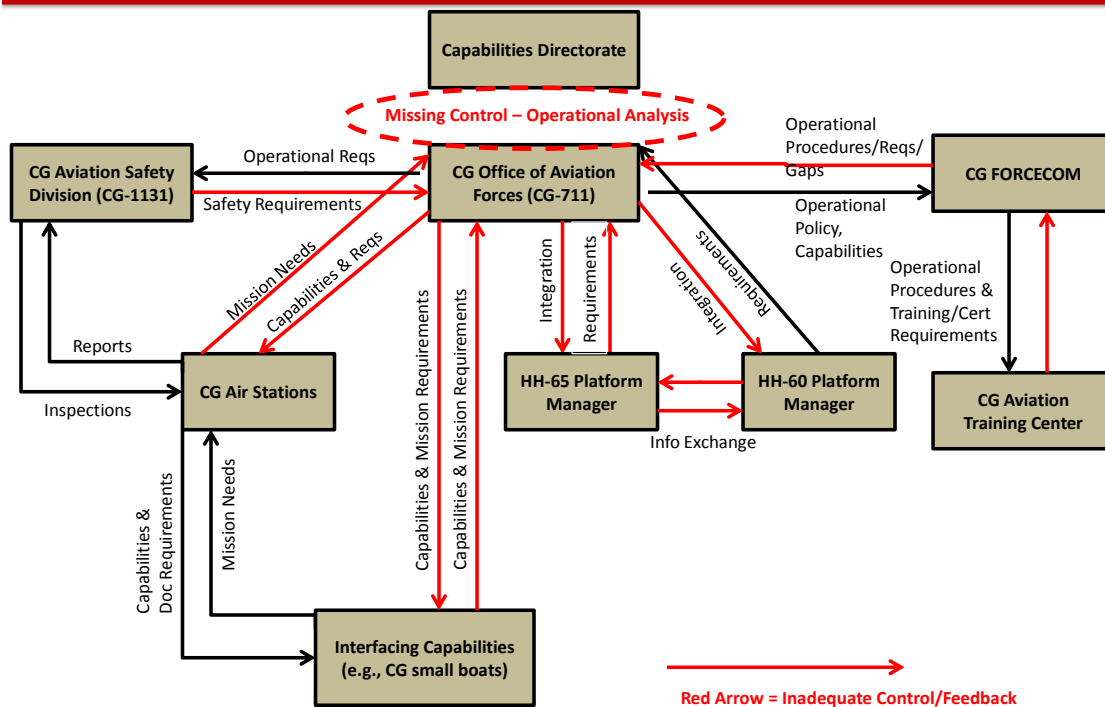 Capabilities Directorate
Missing Control – Operational Analysis
Operational
Procedures/Reqs/
Gaps
CG Aviation Safety
Division (CG-1131)
Operational Reqs
Safety Requirements
CG Office of Aviation
Forces (CG-711)
CG FORCECOM
Operational
Policy,
Capabilities
Mission Needs
Capabilities & Reqs
Integration
Requirements
Requirements
Integration
Operational
Procedures &
Training/Cert
Requirements
Reports
Inspections
CG Air Stations
Capabilities & Mission Requirements
Capabilities & Mission Requirements
HH-65 Platform
Manager
HH-60 Platform
Manager
Info Exchange
CG Aviation
Training Center
Capabilities &
Doc Requirements
Mission Needs
Interfacing Capabilities
(e.g., CG small boats)
Red Arrow = Inadequate Control/Feedback